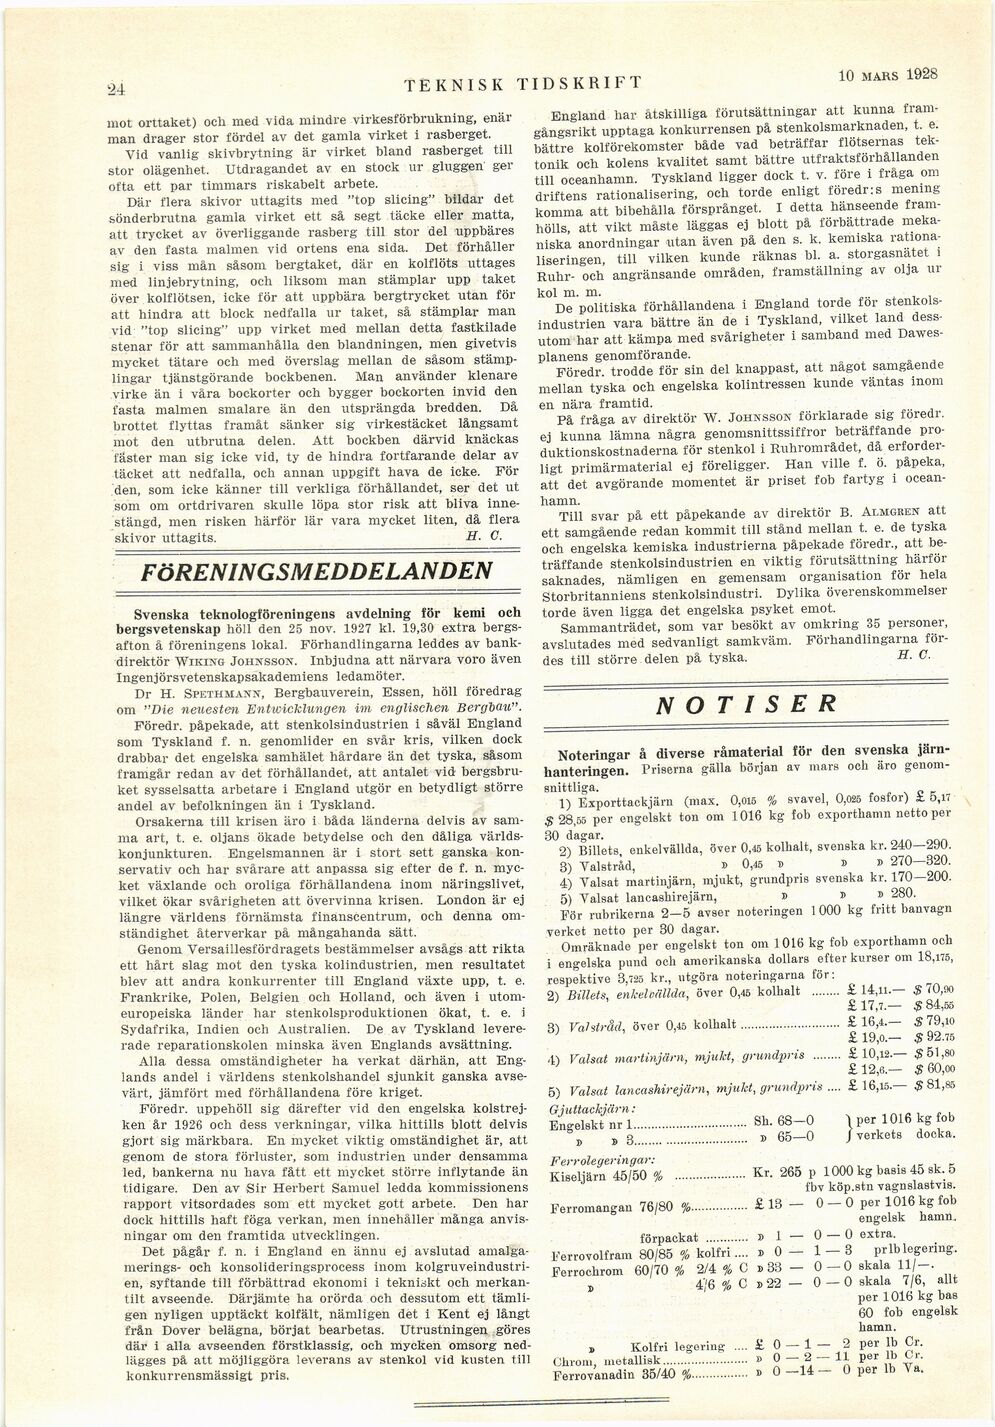 24
TEKNISK TIDSKRIFT
10 MARS 1928
mot orttaket) och med vida mindre virkesförbrukning, enär
man drager stor fördel av det gamla virket i rasberget.
Vid vanlig skivbrytning är virket bland rasberget till
stor olägenhet. Utdragandet av en stock ur gluggen ger
ofta ett par timmars riskabelt arbete.
Där flera skivor uttagits med "top slicing" bildar det
sönderbrutna gamla virket ett så segt täcke eller matta,
att trycket av överliggande rasberg till stor del uppbäres
av den fasta malmen vid ortens ena sida. Det förhåller
sig i viss mån såsom bergtaket, där en kolflöts uttages
med linjebrytning, och liksom man stämplar upp taket
över kolflötsen, icke för att uppbära bergtrycket utan för
att hindra att block nedfalla ur taket, så stämplar man
vid "top slicing" upp virket med mellan detta fastkilade
stenar för att sammanhålla den blandningen, men givetvis
mycket tätare och med överslag mellan de såsom stämp-
lingar tjänstgörande bockbenen. Man använder klenare
virke än i våra bockorter och bygger bockorten invid den
fasta malmen smalare än den utsprängda bredden. Då
brottet flyttas framåt sänker sig virkestäcket långsamt
mot den utbrutna delen. Att bockben därvid knäckas
fäster man sig icke vid, ty de hindra fortfarande delar av
täcket att nedfalla, och annan uppgift hava de icke. För
den, som icke känner till verkliga förhållandet, ser det ut
som om ortdrivaren skulle löpa stor risk att bliva inne-
stängd, men risken härför lär vara mycket liten, då flera
skivor uttagits. H. C.
FÖRENINGSMEDDELANDEN
Svenska teknologföreningens avdelning för kemi och
bergsvetenskap höll den 25 nov. 1927 kl. 19,30 extra bergs-
afton å föreningens lokal. Förhandlingarna leddes av bank-
direktör WIKING JOHNSSON. Inbjudna att närvara voro även
Ingenjörsvetenskapsakademiens ledamöter.
Dr H. SPETHMANN, Bergbauverein, Essen, höll föredrag
om "Die neuesten Entwicklungen im englischen Bergbau".
Föredr. påpekade, att stenkolsindustrien i såväl England
som Tyskland f. n. genomlider en svår kris, vilken dock
drabbar det engelska samhälet hårdare än det tyska, såsom
framgår redan av det förhållandet, att antalet vid bergsbru-
ket sysselsatta arbetare i England utgör en betydligt större
andel av befolkningen än i Tyskland.
Orsakerna till krisen äro i båda länderna delvis av sam-
ma art, t. e. oljans ökade betydelse och den dåliga världs-
konjunkturen. Engelsmannen är i stort sett ganska kon-
servativ och har svårare att anpassa sig efter de f. n. myc-
ket växlande och oroliga förhållandena inom näringslivet,
vilket ökar svårigheten att övervinna krisen. London är ej
längre världens förnämsta finanscentrum, och denna om-
ständighet återverkar på mångahanda sätt.
Genom Versaillesfördragets bestämmelser avsågs att rikta
ett hårt slag mot den tyska kolindustrien, men resultatet
blev att andra konkurrenter till England växte upp, t. e.
Frankrike, Polen, Belgien och Holland, och även i utom-
europeiska länder har stenkolsproduktionen ökat, t. e. i
Sydafrika, Indien och Australien. De av Tyskland levere-
rade reparationskolen minska även Englands avsättning.
Alla dessa omständigheter ha verkat därhän, att Eng-
lands andel i världens stenkolshandel sjunkit ganska avse-
värt, jämfört med förhållandena före kriget.
Föredr. uppehöll sig därefter vid den engelska kolstrej-
ken år 1926 och dess verkningar, vilka hittills blott delvis
gjort sig märkbara. En mycket viktig omständighet är, att
genom de stora förluster, som industrien under densamma
led, bankerna nu hava fått ett mycket större inflytande än
tidigare. Den av Sir Herbert Samuel ledda kommissionens
rapport vitsordades som ett mycket gott arbete. Den har
dock hittills haft föga verkan, men innehåller många anvis-
ningar om den framtida utvecklingen.
Det pågår f. n. i England en ännu ej avslutad amalga-
merings- och konsolideringsprocess inom kolgruveindustri-
en, syftande till förbättrad ekonomi i tekniskt och merkan-
tilt avseende. Därjämte ha orörda och dessutom ett tämli-
gen nyligen upptäckt kolfält, nämligen det i Kent ej långt
från Dover belägna, börjat bearbetas. Utrustningen göres
där i alla avseenden förstklassig, och mycken omsorg ned-
lägges på att möjliggöra leverans av stenkol vid kusten till
konkurrensmässigt pris.
England har åtskilliga förutsättningar att kunna fram-
gångsrikt upptaga konkurrensen på stenkolsmarknaden, t. e.
bättre kolförekomster både vad beträffar flötsernas tek-
tonik och kolens kvalitet samt bättre utfraktsförhållanden
till oceanhamn. Tyskland ligger dock t. v. före i fråga om
driftens rationalisering, och torde enligt föredr:s mening
komma att bibehålla försprånget. I detta hänseende fram-
hölls, att vikt måste läggas ej blott på förbättrade meka-
niska anordningar utan även på den s. k. kemiska rationa-
liseringen, till vilken kunde räknas bl. a. storgasnätet i
Ruhr- och angränsande områden, framställning av olja ur
kol m. m.
De politiska förhållandena i England torde för stenkols-
industrien vara bättre än de i Tyskland, vilket land dess-
utom har att kämpa med svårigheter i samband med Dawes-
planens genomförande.
Föredr. trodde för sin del knappast, att något samgående
mellan tyska och engelska kolintressen kunde väntas inom
en nära framtid.
På fråga av direktör W. JOHNSSON förklarade sig föredr.
ej kunna lämna några genomsnittssiffror beträffande pro-
duktionskostnaderna för stenkol i Ruhrområdet, då erforder-
ligt primärmaterial ej föreligger. Han ville f. ö. påpeka,
att det avgörande momentet är priset fob fartyg i ocean-
hamn.
Till svar på ett påpekande av direktör B. ALMGREN att
ett samgående redan kommit till stånd mellan t. e. de tyska
och engelska kemiska industrierna påpekade föredr., att be-
träffande stenkolsindustrien en viktig förutsättning härför
saknades, nämligen en gemensam organisation för hela
Storbritanniens stenkolsindustri. Dylika överenskommelser
torde även ligga det engelska psyket emot.
Sammanträdet, som var besökt av omkring 35 personer,
avslutades med sedvanligt samkväm. Förhandlingarna för-
des till större delen på tyska. H. C.
NOTISER
Noteringar å diverse råmaterial för den svenska järn-
hanteringen. Priserna gälla början av mars och äro genom-
snittliga.
1) Exporttackjärn (max. 0,015 % svavel, 0,025 fosfor) £ 5,17
$ 28,55 per engelskt ton om 1016 kg fob exporthamn netto per
30 dagar.
2) Billets, enkelvällda, över 0,45 kolhalt, svenska kr. 240—290.
3) Valstråd, » 0,45 » » » 270—320.
4) Valsat martinjärn, mjukt, grundpris svenska kr. 170—200.
5) Valsat lancashirejärn, » » » 280.
För rubrikerna 2—5 avser noteringen 1000 kg fritt banvagn
verket netto per 30 dagar.
Omräknade per engelskt ton om 1016 kg fob exporthamn och
i engelska pund och amerikanska dollars efter kurser om 18,175,
respektive 3,725 kr., utgöra noteringarna för:
2) Billets, enkelvällda, över 0,45 kolhalt ........ £ 14,11.— $ 70,90
£ 17,7.— $ 84,55
3) Valstråd, över 0,45 kolhalt ........ £ 16,4.— $ 79,10
£ 19,0.— $ 92.75
4) Valsat martinjärn, mjukt, grundpris ........ £ 10,12.— $ 51,80
£ 12,6.— $ 60,00
5) Valsat lancashirejärn, mjukt, grundpris .... £ 16,15.— $ 81,85
Gjuttackjärn:
Engelskt nr 1........ Sh. 68—0 } per 1016 kg fob
» » 3........ » 65—0 } verkets docka.
Ferrolegeringar:
Kiseljärn 45/50 % ........ Kr. 265 p 1000 kg basis 45 sk. 5
fbv köp.stn vagnslastvis.
Ferromangan 76/80 %........ £ 13 — 0 — 0 per 1016 kg fob
engelsk hamn.
förpackat ........ » 1 — 0 — 0 extra.
Ferrovolfram 80/85 % kolfri.... » 0 — 1 — 3 pr lb legering.
Ferrochrom 60/70 % 2/4 % C » 33 — 0 — 0 skala 11/—.
» 4/6 % C » 22 — 0 — 0 skala 7/6, allt
per 1016 kg bas
60 fob engelsk
hamn.
» Kolfri legering .... £ 0 — 1 — 2 per lb Cr.
Chrom, metallisk........ » 0 — 2 — 11 per lb Cr.
Ferrovanadin 35/40 %........ » 0 —14 — 0 per lb Va.